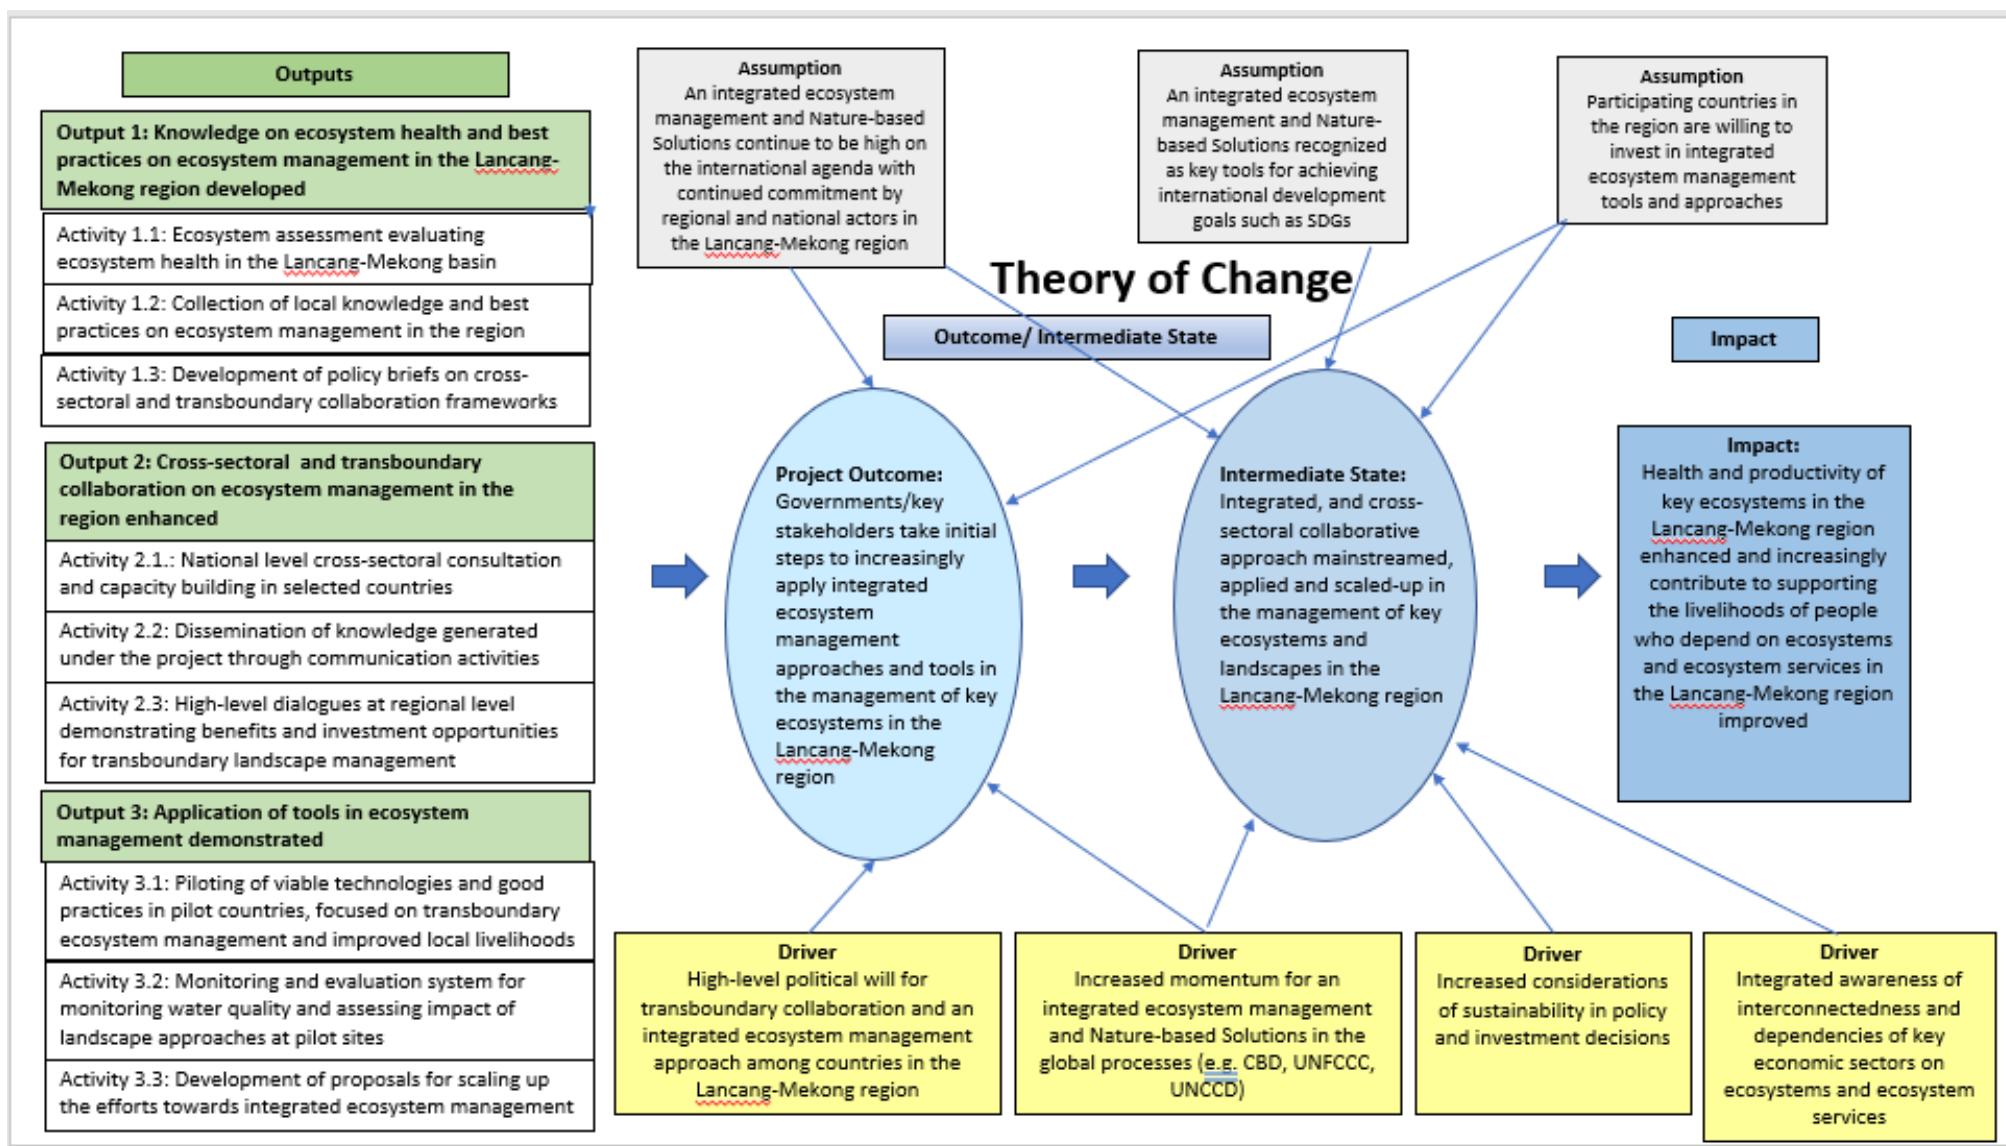 Outputs
Output 1: Knowledge on ecosystem health and best
practices on ecosystem management in the Lancang-
Mekong region developed
Activity 1.1: Ecosystem assessment evaluating
ecosystem health in the Lancang-Mekong basin
Activity 1.2: Collection of local knowledge and best
practices on ecosystem management in the region
Activity 1.3: Development of policy briefs on cross-
sectoral and transboundary collaboration frameworks
Output 2: Cross-sectoral and transboundary
collaboration on ecosystem management in the
region enhanced
Activity 2.1.: National level cross-sectoral consultation
and capacity building in selected countries
Activity 2.2: Dissemination of knowledge generated
under the project through communication activities
Activity 2.3: High-level dialogues at regional level
demonstrating benefits and investment opportunities
for transboundary landscape management
Output 3: Application of tools in ecosystem
management demonstrated
Activity 3.1: Piloting of viable technologies and good
practices in pilot countries, focused on transboundary
ecosystem management and improved local livelihoods
Activity 3.2: Monitoring and evaluation system for
monitoring water quality and assessing impact of
landscape approaches at pilot sites
Activity 3.3: Development of proposals for scaling up
the efforts towards integrated ecosystem management
Assumption
An integrated ecosystem
management and Nature-based
Solutions continue to be high on
the international agenda with
continued commitment by
regional and national actors in
the Lancang-Mekong region
Assumption
An integrated ecosystem
management and Nature-
based Solutions recognized
as key tools for achieving
international development
goals such as SDGs
Assumption
Participating countries in
the region are willing to
invest in integrated
ecosystem management
tools and approaches
Theory of Change
Outcome/ Intermediate State
Impact
Project Outcome:
Governments/key
stakeholders take initial
steps to increasingly
apply integrated
ecosystem
management
approaches and tools in
the management of key
ecosystems in the
Lancang-Mekong
region
Intermediate State:
Integrated, and cross-
sectoral collaborative
approach mainstreamed,
applied and scaled-up in
the management of key
ecosystems and
landscapes in the
Lancang-Mekong region
Impact:
Health and productivity of
key ecosystems in the
Lancang-Mekong region
enhanced and increasingly
contribute to supporting
the livelihoods of people
who depend on ecosystems
and ecosystem services in
the Lancang-Mekong region
improved
Driver
High-level political will for
transboundary collaboration and an
integrated ecosystem management
approach among countries in the
Lancang-Mekong region
Driver
Increased momentum for an
integrated ecosystem management
and Nature-based Solutions in the
global processes (e.g. CBD, UNFCCC,
UNCCD)
Driver
Increased considerations
of sustainability in policy
and investment decisions
Driver
Integrated awareness of
interconnectedness and
dependencies of key
economic sectors on
ecosystems and ecosystem
services